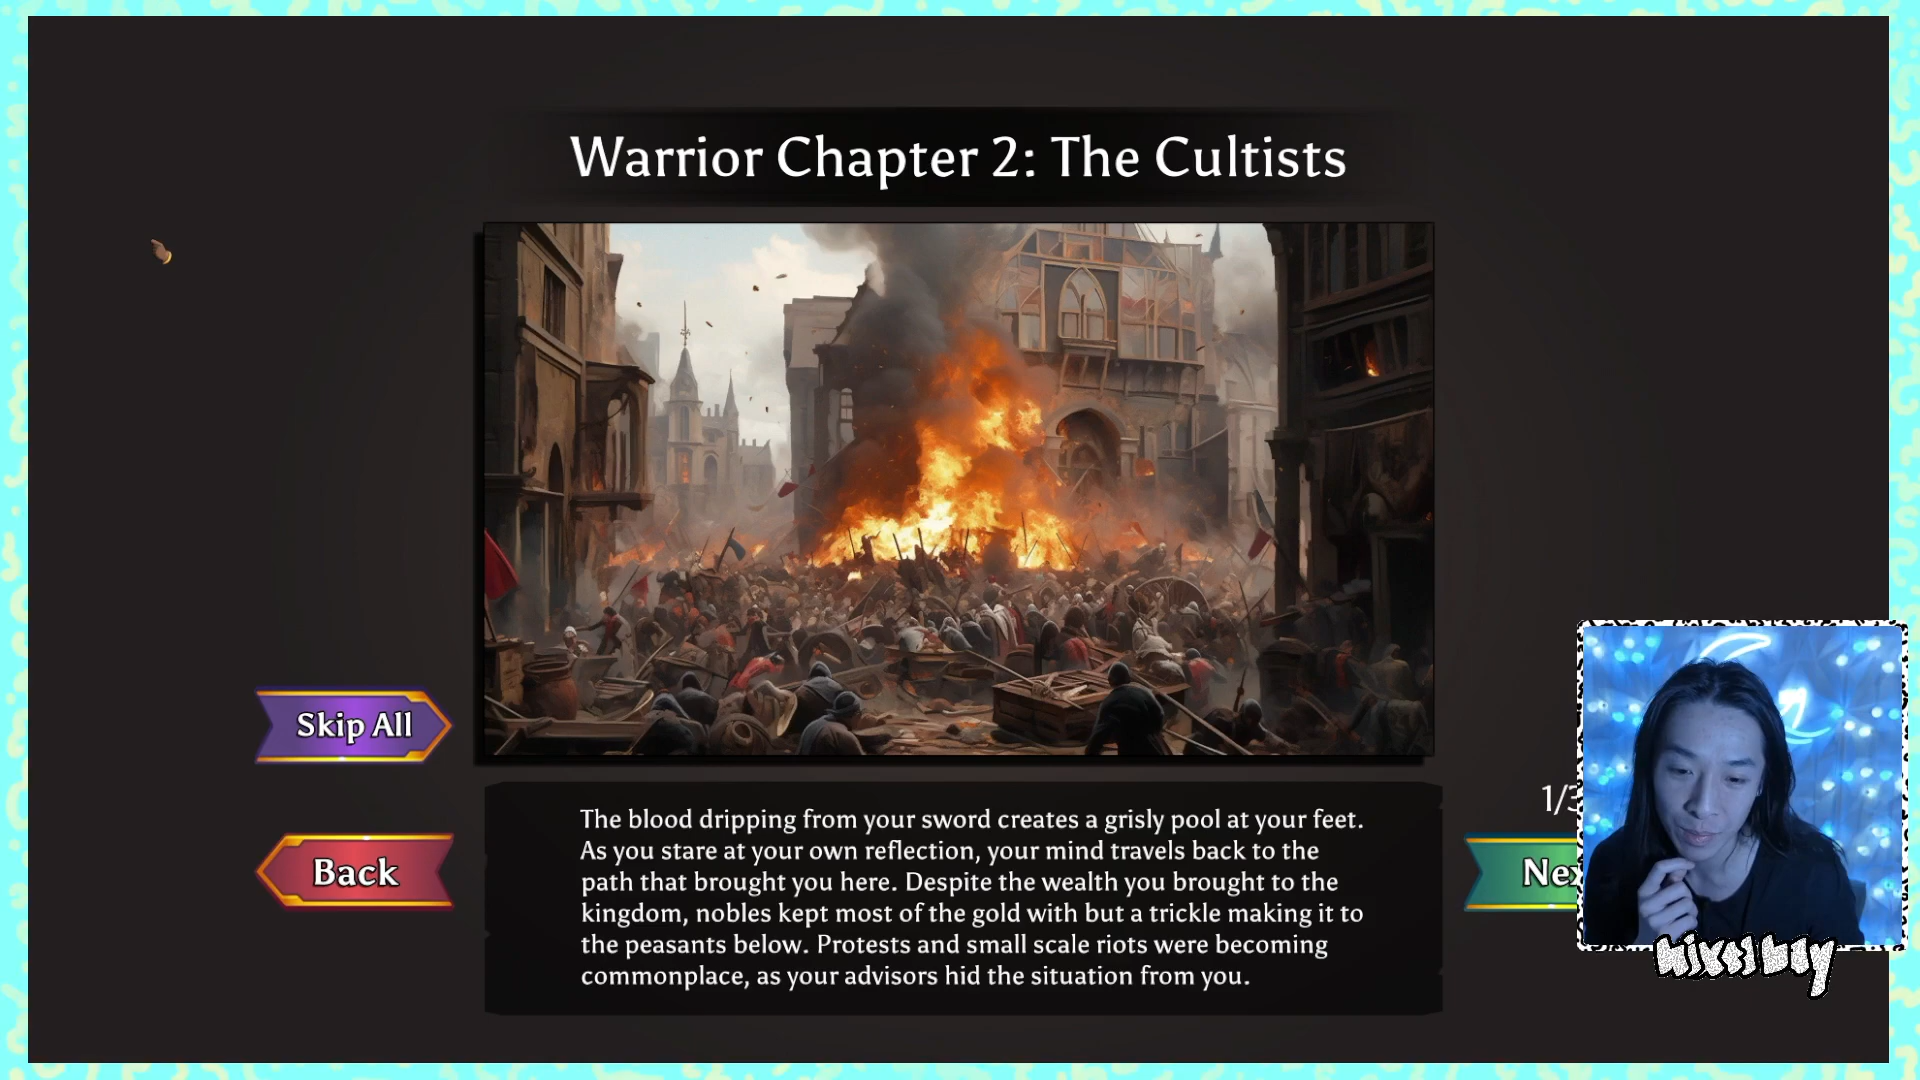 Warrior Chapter 2: The Cultists
Skip All
The blood dripping from your sword creates a grisly pool at your feet.
As you stare at your own reflection, your mind travels back to the
path that brought you here. Despite the wealth you brought to the
kingdom, nobles kept most of the gold with but a trickle making it to
the peasants below. Protests and small scale riots were becoming
commonplace, as your advisors hid the situation from you.
Back
1/3